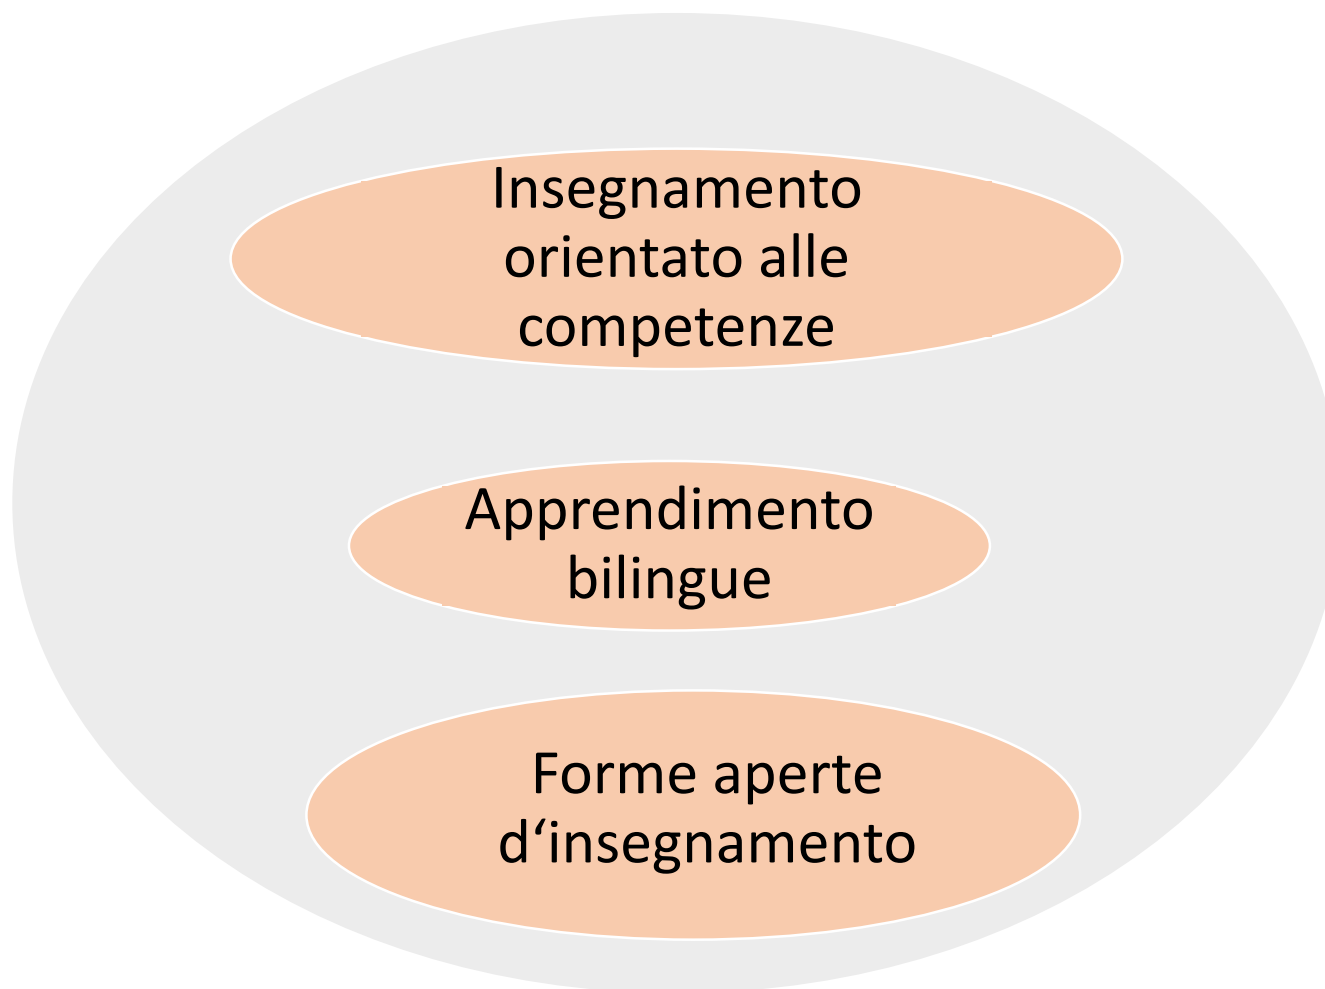 Insegnamento
orientato alle
competenze
Apprendimento
bilingue
Forme aperte
d‘insegnamento